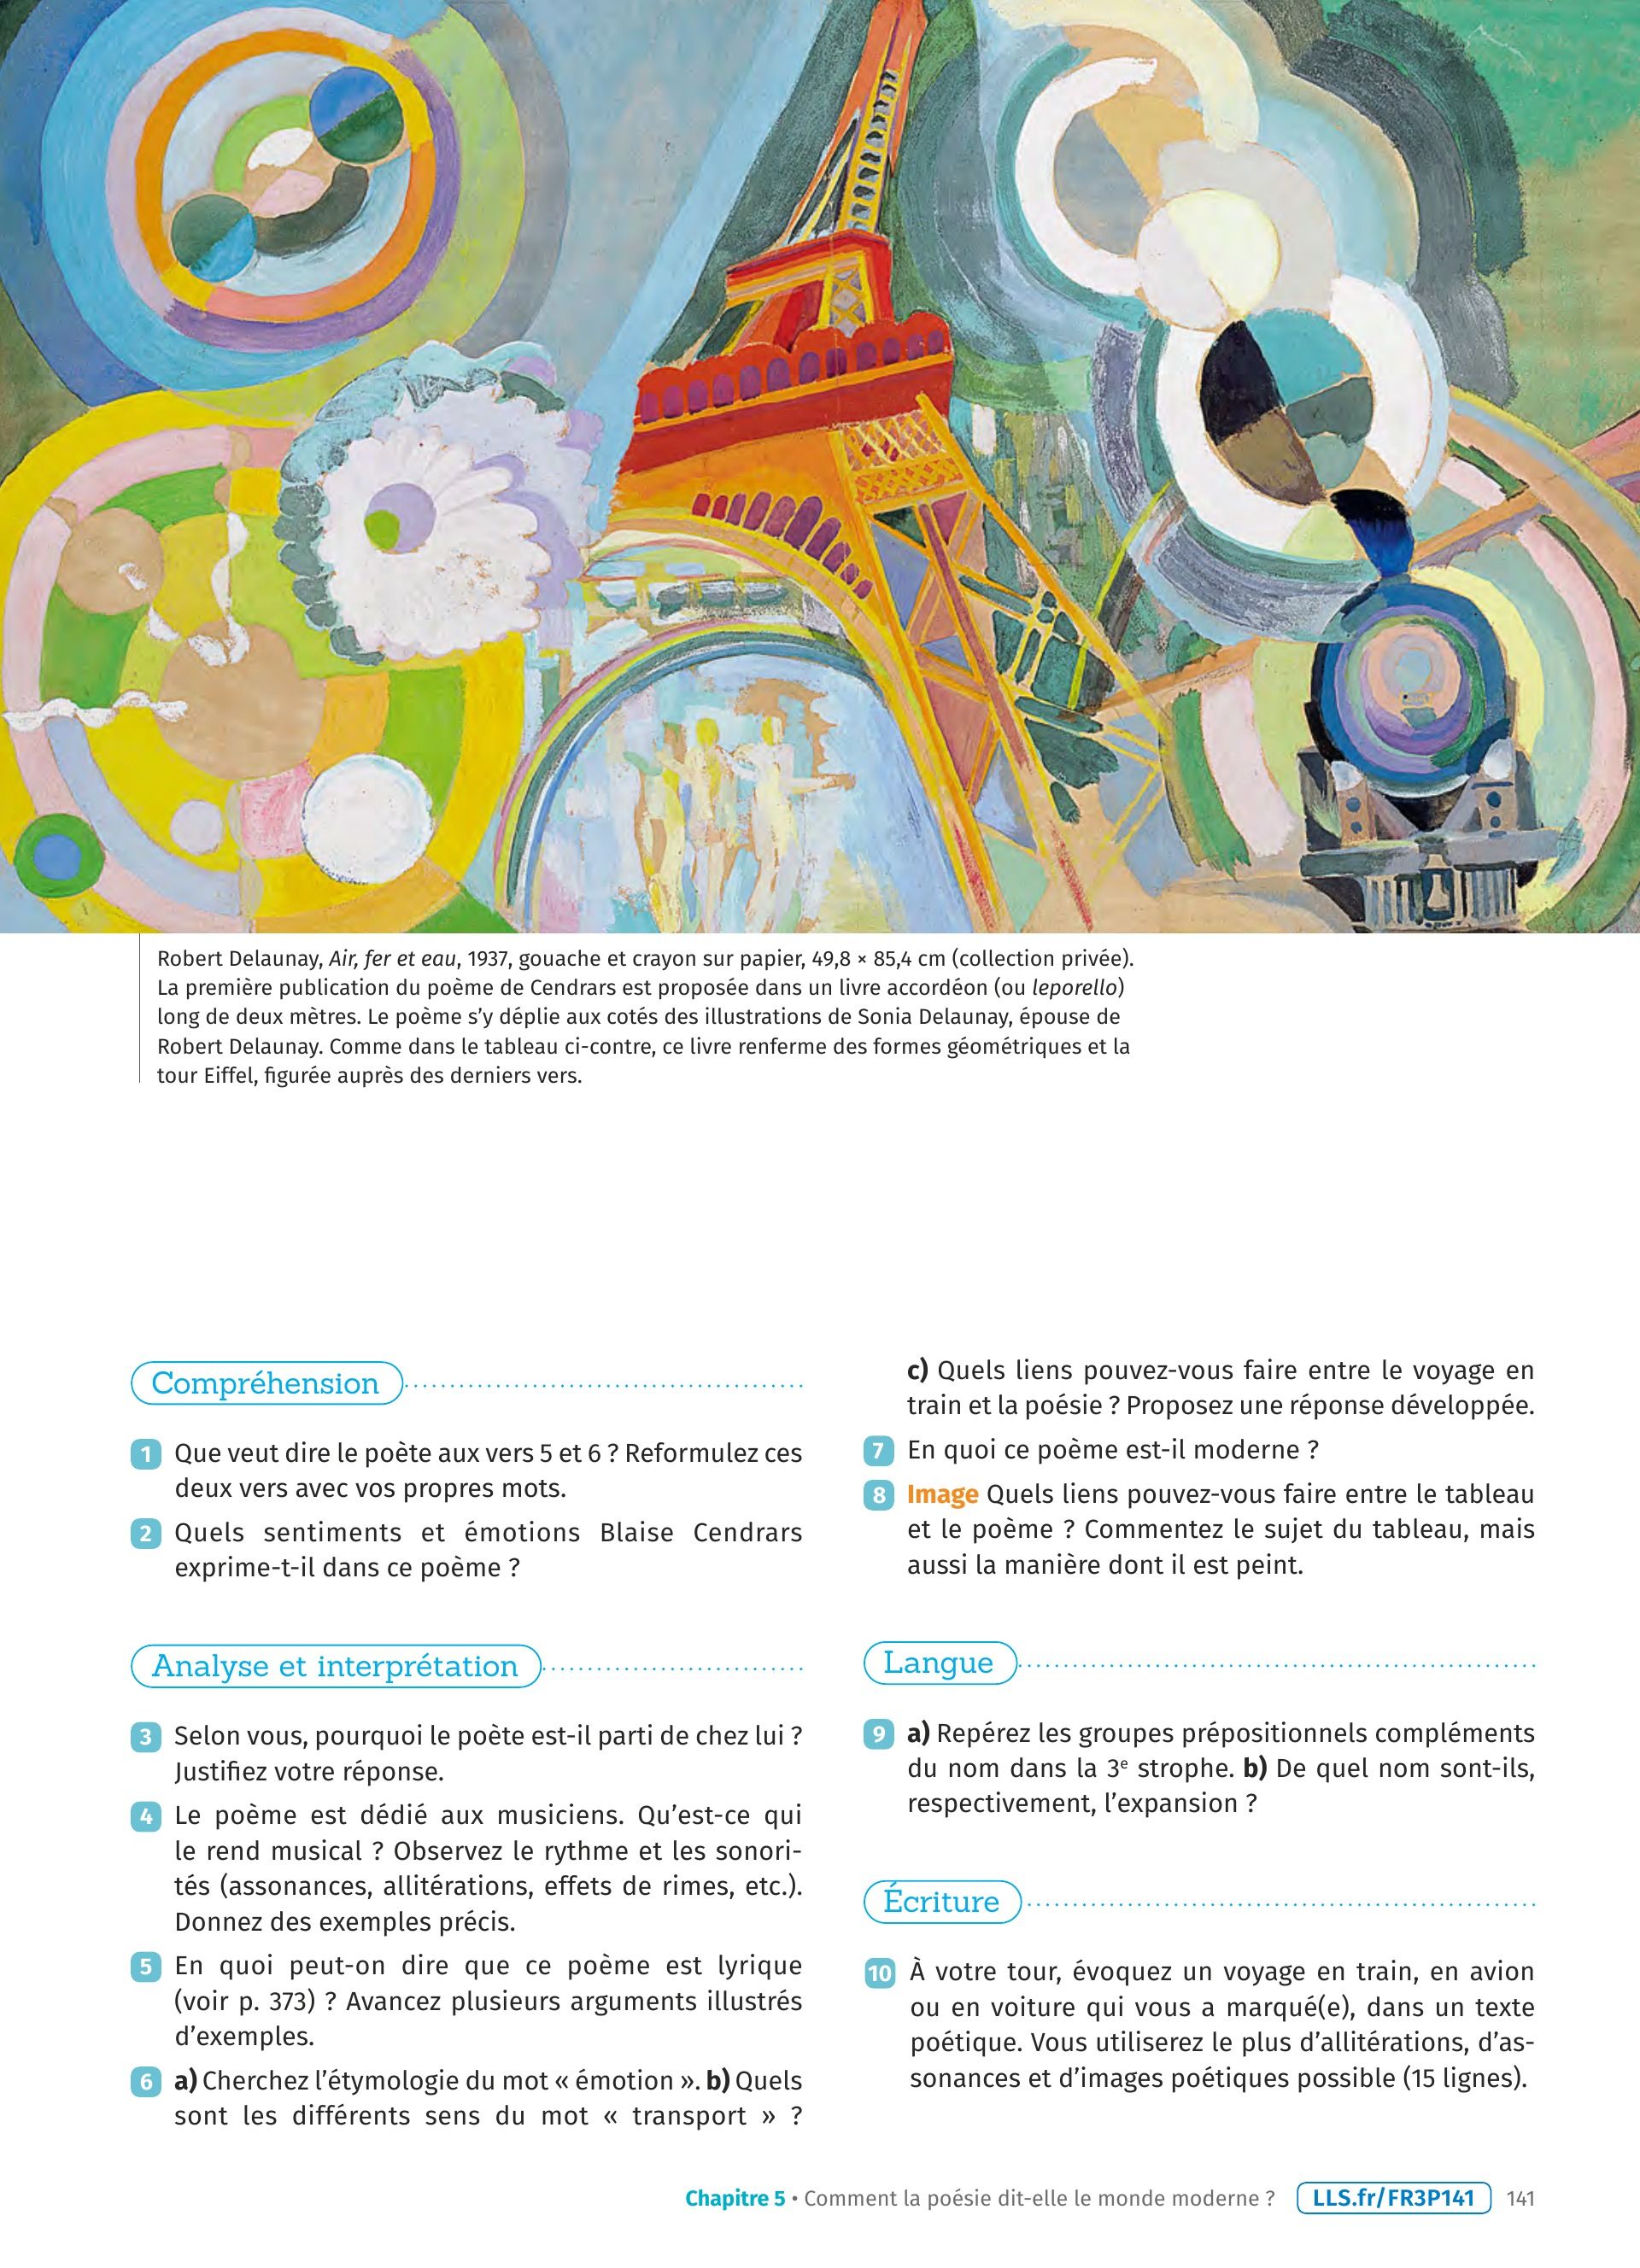 Robert Delaunay, Air, fer et eau, 1937, gouache et crayon sur papier, 49,8 × 85,4 cm (collection privée).
La première publication du poème de Cendrars est proposée dans un livre accordéon (ou leporello)
long de deux mètres. Le poème s’y déplie aux cotés des illustrations de Sonia Delaunay, épouse de
Robert Delaunay. Comme dans le tableau ci-contre, ce livre renferme des formes géométriques et la
tour Eiffel, figurée auprès des derniers vers.
Compréhension
1 Que veut dire le poète aux vers 5 et 6 ? Reformulez ces
deux vers avec vos propres mots.
2 Quels sentiments et émotions Blaise Cendrars
exprime-t-il dans ce poème ?
Analyse et interprétation
3 Selon vous, pourquoi le poète est-il parti de chez lui ?
Justifiez votre réponse.
4 Le poème est dédié aux musiciens. Qu’est-ce qui
le rend musical ? Observez le rythme et les sonori-
tés (assonances, allitérations, effets de rimes, etc.).
Donnez des exemples précis.
5 En quoi peut-on dire que ce poème est lyrique
(voir p. 373) ? Avancez plusieurs arguments illustrés
d’exemples.
6 a) Cherchez l’étymologie du mot « émotion ». b) Quels
sont les différents sens du mot « transport » ?
c) Quels liens pouvez-vous faire entre le voyage en
train et la poésie ? Proposez une réponse développée.
7 En quoi ce poème est-il moderne ?
8 Image Quels liens pouvez-vous faire entre le tableau
et le poème ? Commentez le sujet du tableau, mais
aussi la manière dont il est peint.
Langue
9 a) Repérez les groupes prépositionnels compléments
du nom dans la 3e strophe. b) De quel nom sont-ils,
respectivement, l’expansion ?
Écriture
10 À votre tour, évoquez un voyage en train, en avion
ou en voiture qui vous a marqué(e), dans un texte
poétique. Vous utiliserez le plus d’allitérations, d’as-
sonances et d’images poétiques possible (15 lignes).
Chapitre 5 • Comment la poésie dit-elle le monde moderne ? LLS.fr/FR3P141 141